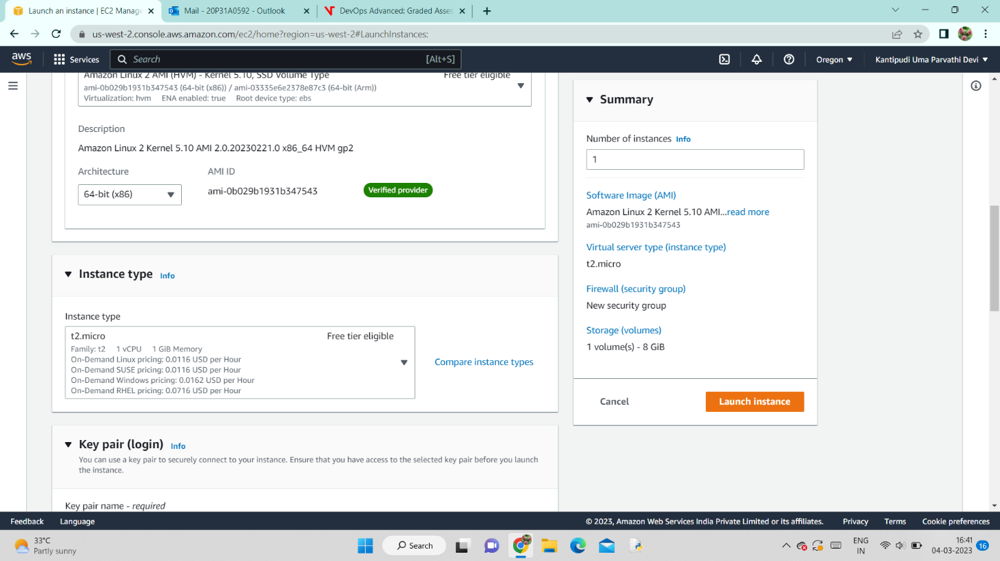 Launch an instance | EC2 Manage
Mail - 20P31A0592 - Outlook
DevOps Advanced: Graded Asses
us-west-2.console.aws.amazon.com/ec2/home?region=us-west-2#LaunchInstances:
aws
Services
Search
[Alt+S]
Oregon
Kantipudi Uma Parvathi Devi
Amazon Linux 2 AMI (HVM) - Kernel 5.10, SSD Volume Type
Free tier eligible
ami-0b029b1931b347543 (64-bit (x86)) / ami-03335e6e2378e87c3 (64-bit (Arm))
Virtualization: hvm ENA enabled: true Root device type: ebs
Description
Amazon Linux 2 Kernel 5.10 AMI 2.0.20230221.0 x86_64 HVM gp2
Architecture
AMI ID
64-bit (x86)
ami-0b029b1931b347543
Verified provider
Instance type Info
Instance type
t2.micro
Free tier eligible
Family: t2 1 vCPU 1 GiB Memory
On-Demand Linux pricing: 0.0116 USD per Hour
On-Demand SUSE pricing: 0.0116 USD per Hour
On-Demand Windows pricing: 0.0162 USD per Hour
On-Demand RHEL pricing: 0.0716 USD per Hour
Compare instance types
Key pair (login) Info
You can use a key pair to securely connect to your instance. Ensure that you have access to the selected key pair before you launch
the instance.
Key pair name - required
Summary
Number of instances Info
1
Software Image (AMI)
Amazon Linux 2 Kernel 5.10 AMI...read more
ami-0b029b1931b347543
Virtual server type (instance type)
t2.micro
Firewall (security group)
New security group
Storage (volumes)
1 volume(s) - 8 GiB
Cancel
Launch instance
Feedback
Language
© 2023, Amazon Web Services India Private Limited or its affiliates.
Privacy
Terms
Cookie preferences
33°C
Partly sunny
Search
ENG
IN
16:41
04-03-2023
16